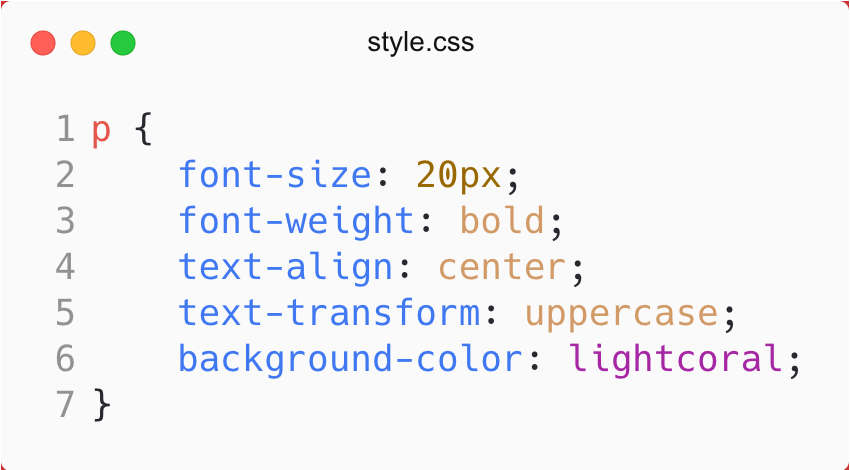 style.css
1 p {
2    font-size: 20px;
3    font-weight: bold;
4    text-align: center;
5    text-transform: uppercase;
6    background-color: lightcoral;
7 }